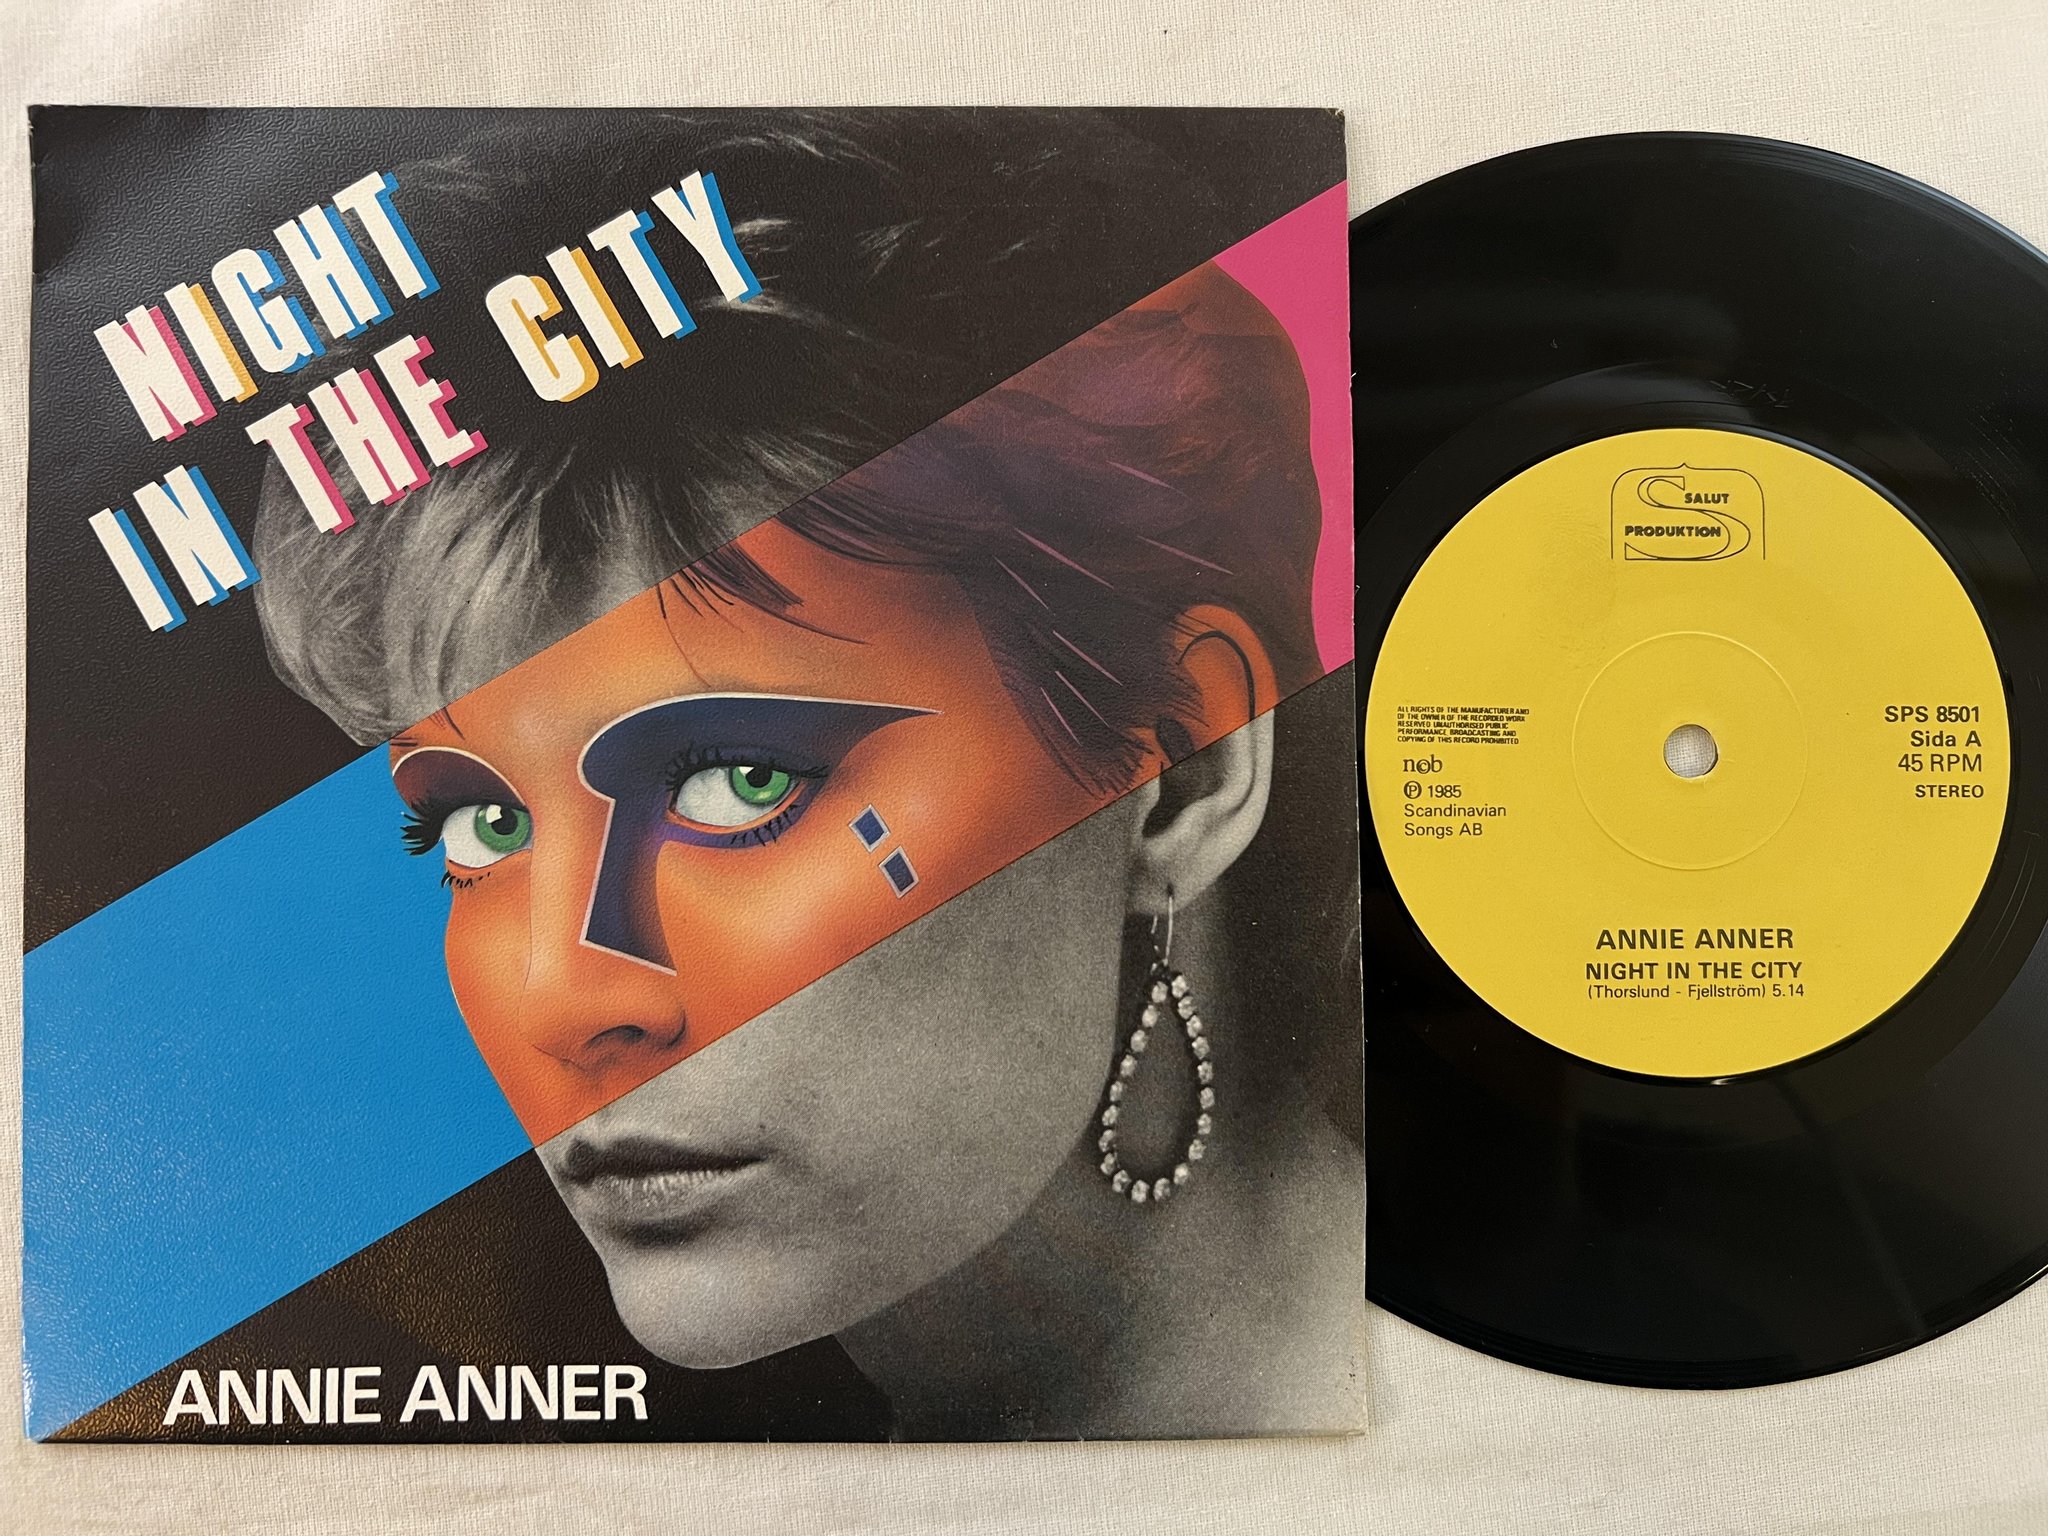 NIGHT
IN THE CITY
ANNIE ANNER
SALUT
PRODUKTION
ALL RIGHTS OF THE MANUFACTURER AND
OF THE OWNER OF THE RECORDED WORK
RESERVED UNAUTHORISED PUBLIC
PERFORMANCE BROADCASTING AND
COPYING OF THIS RECORD PROHIBITED
ncb
Ⓟ 1985
Scandinavian
Songs AB
SPS 8501
Sida A
45 RPM
STEREO
ANNIE ANNER
NIGHT IN THE CITY
(Thorslund - Fjellström) 5.14